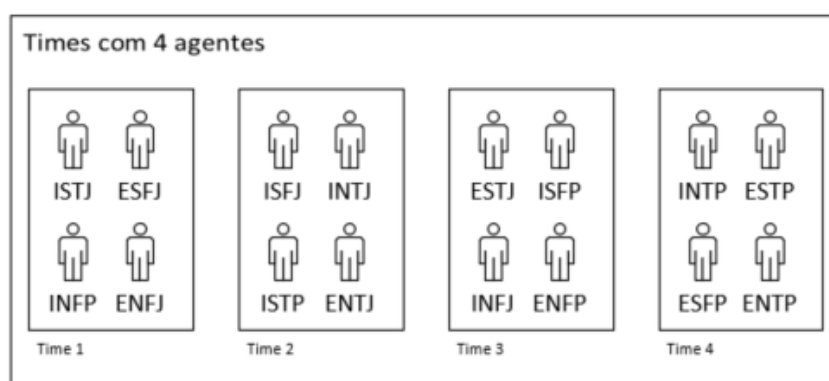 Times com 4 agentes
ISTJ ESFJ
INFP ENFJ
Time 1
ISFJ INTJ
ISTP ENTJ
Time 2
ESTJ ISFP
INFJ ENFP
Time 3
INTP ESTP
ESFP ENTP
Time 4